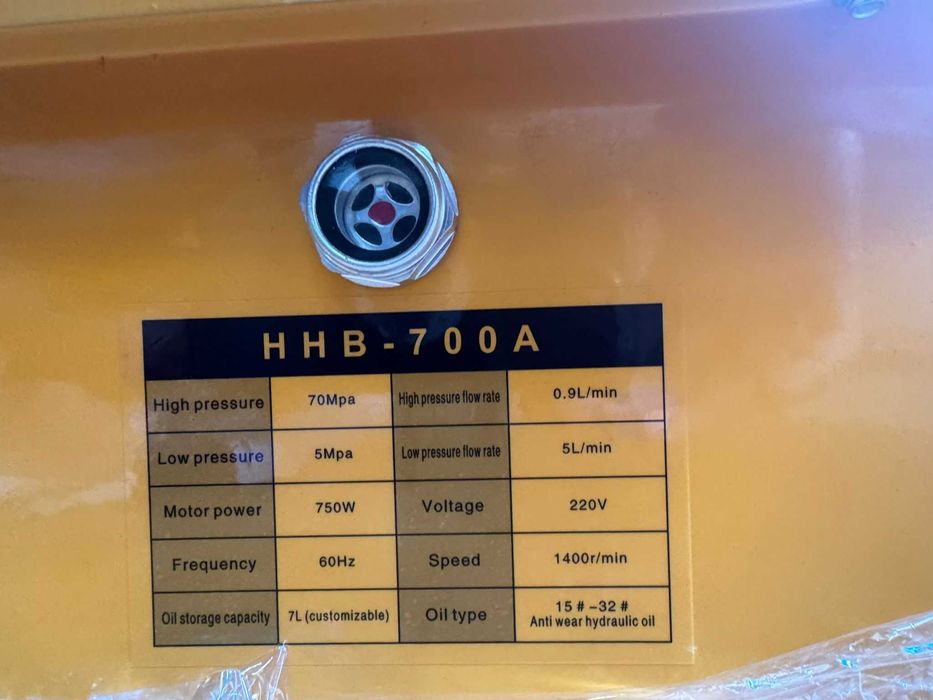 HHB-700A
High pressure 70Mpa High pressure flow rate 0.9L/min
Low pressure 5Mpa Low pressure flow rate 5L/min
Motor power 750W Voltage 220V
Frequency 60Hz Speed 1400r/min
Oil storage capacity 7L (customizable) Oil type 15 # -32 #
Anti wear hydraulic oil